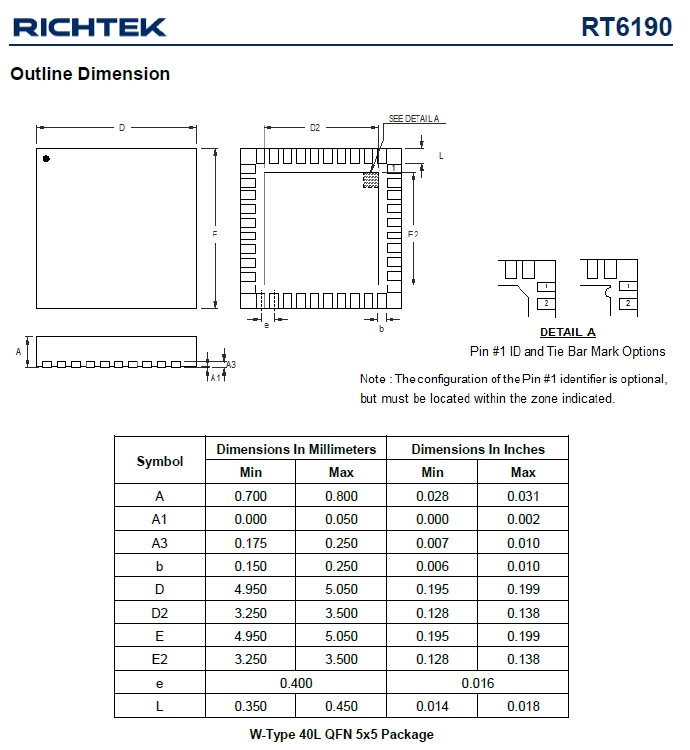 RICHTEK
RT6190
Outline Dimension
D
D2
SEE DETAIL A
L
1
E
E2
e
b
A
A3
A1
1
2
1
2
DETAIL A
Pin #1 ID and Tie Bar Mark Options
Note : The configuration of the Pin #1 identifier is optional,
but must be located within the zone indicated.
Symbol Dimensions In Millimeters Dimensions In Inches
Min Max Min Max
A 0.700 0.800 0.028 0.031
A1 0.000 0.050 0.000 0.002
A3 0.175 0.250 0.007 0.010
b 0.150 0.250 0.006 0.010
D 4.950 5.050 0.195 0.199
D2 3.250 3.500 0.128 0.138
E 4.950 5.050 0.195 0.199
E2 3.250 3.500 0.128 0.138
e 0.400 0.016
L 0.350 0.450 0.014 0.018
W-Type 40L QFN 5x5 Package